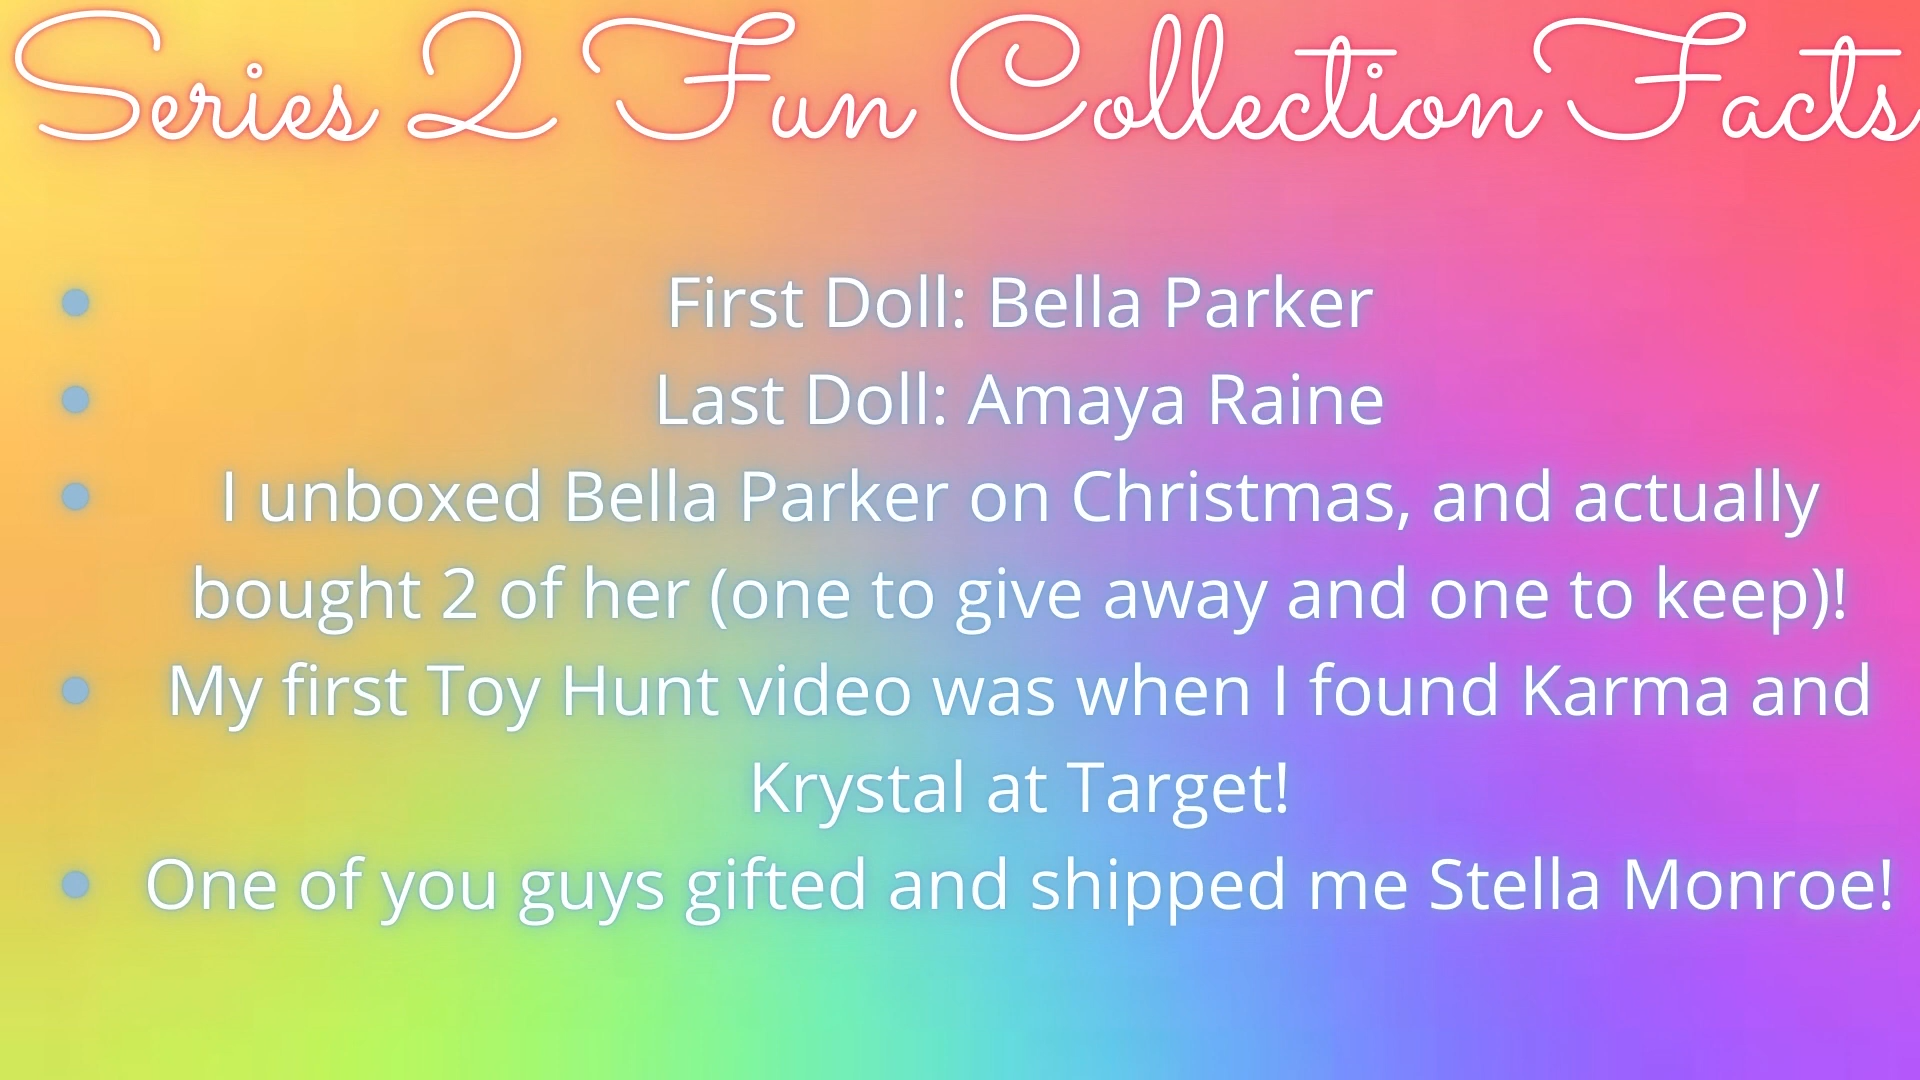 Series 2 Fun Collection Facts
• First Doll: Bella Parker
• Last Doll: Amaya Raine
• I unboxed Bella Parker on Christmas, and actually
bought 2 of her (one to give away and one to keep)!
• My first Toy Hunt video was when I found Karma and
Krystal at Target!
• One of you guys gifted and shipped me Stella Monroe!